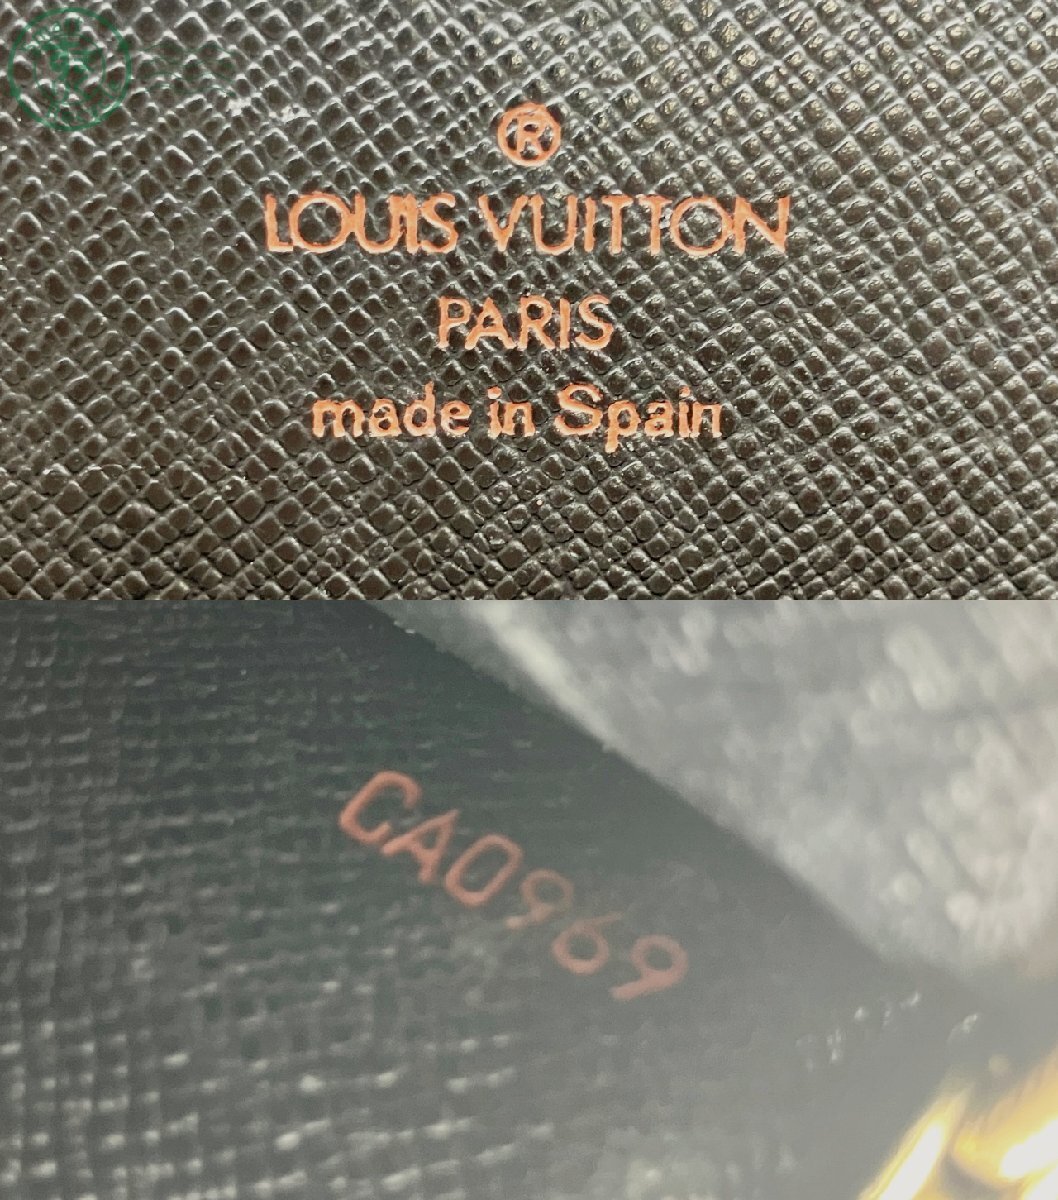 ®
LOUIS VUITTON
PARIS
made in Spain
CA0969